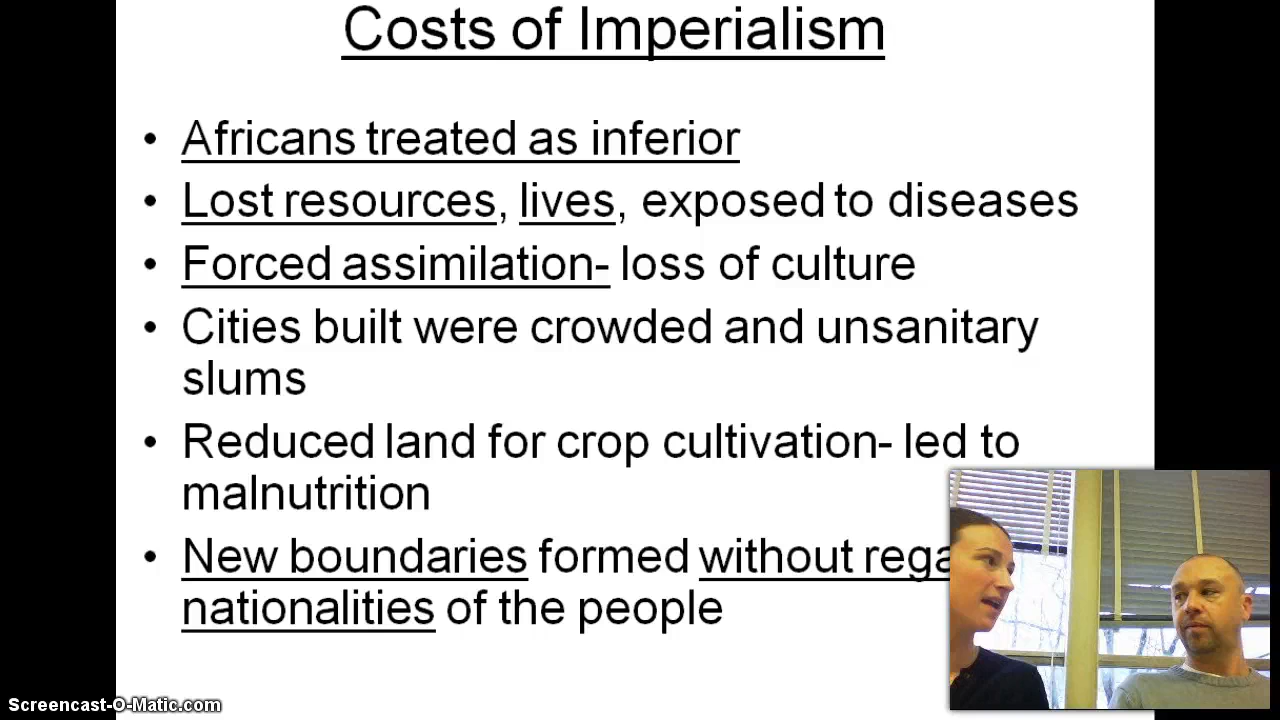 Costs of Imperialism
• Africans treated as inferior
• Lost resources, lives, exposed to diseases
• Forced assimilation- loss of culture
• Cities built were crowded and unsanitary
slums
• Reduced land for crop cultivation- led to
malnutrition
• New boundaries formed without
nationalities of the people
Screencast-O-Matic.com